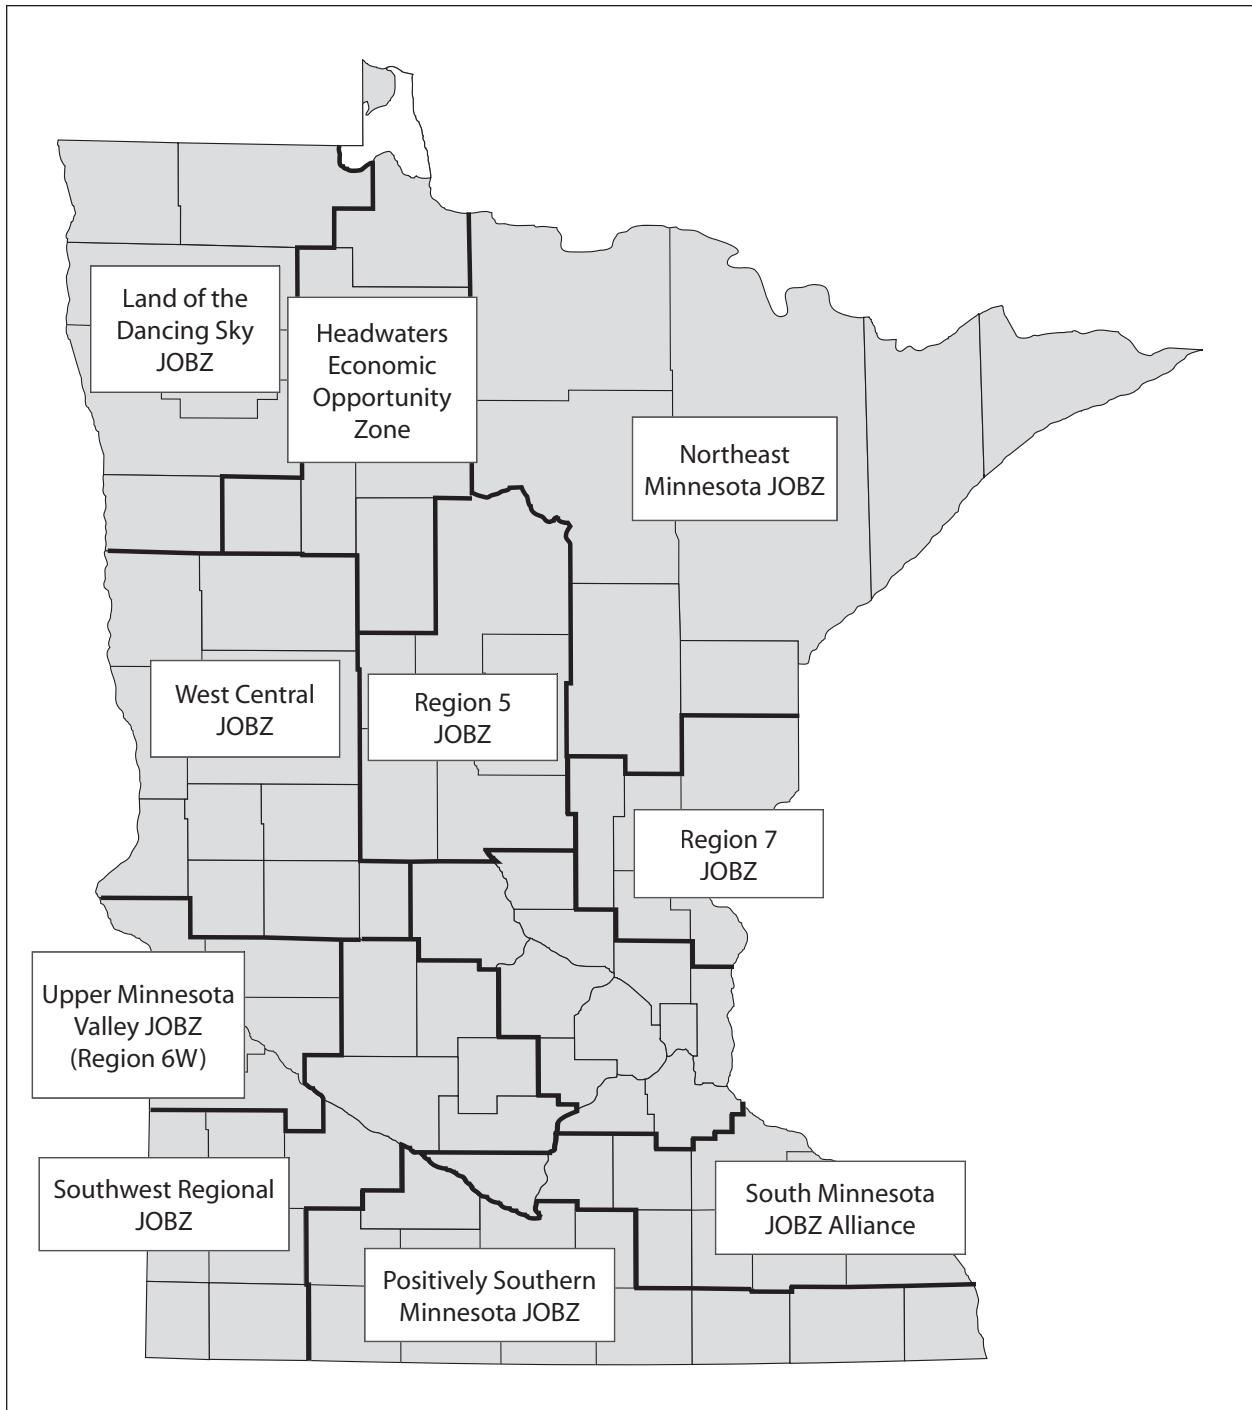 Land of the
Dancing Sky
JOBZ
Headwaters
Economic
Opportunity
Zone
Northeast
Minnesota JOBZ
West Central
JOBZ
Region 5
JOBZ
Region 7
JOBZ
Upper Minnesota
Valley JOBZ
(Region 6W)
Southwest Regional
JOBZ
South Minnesota
JOBZ Alliance
Positively Southern
Minnesota JOBZ